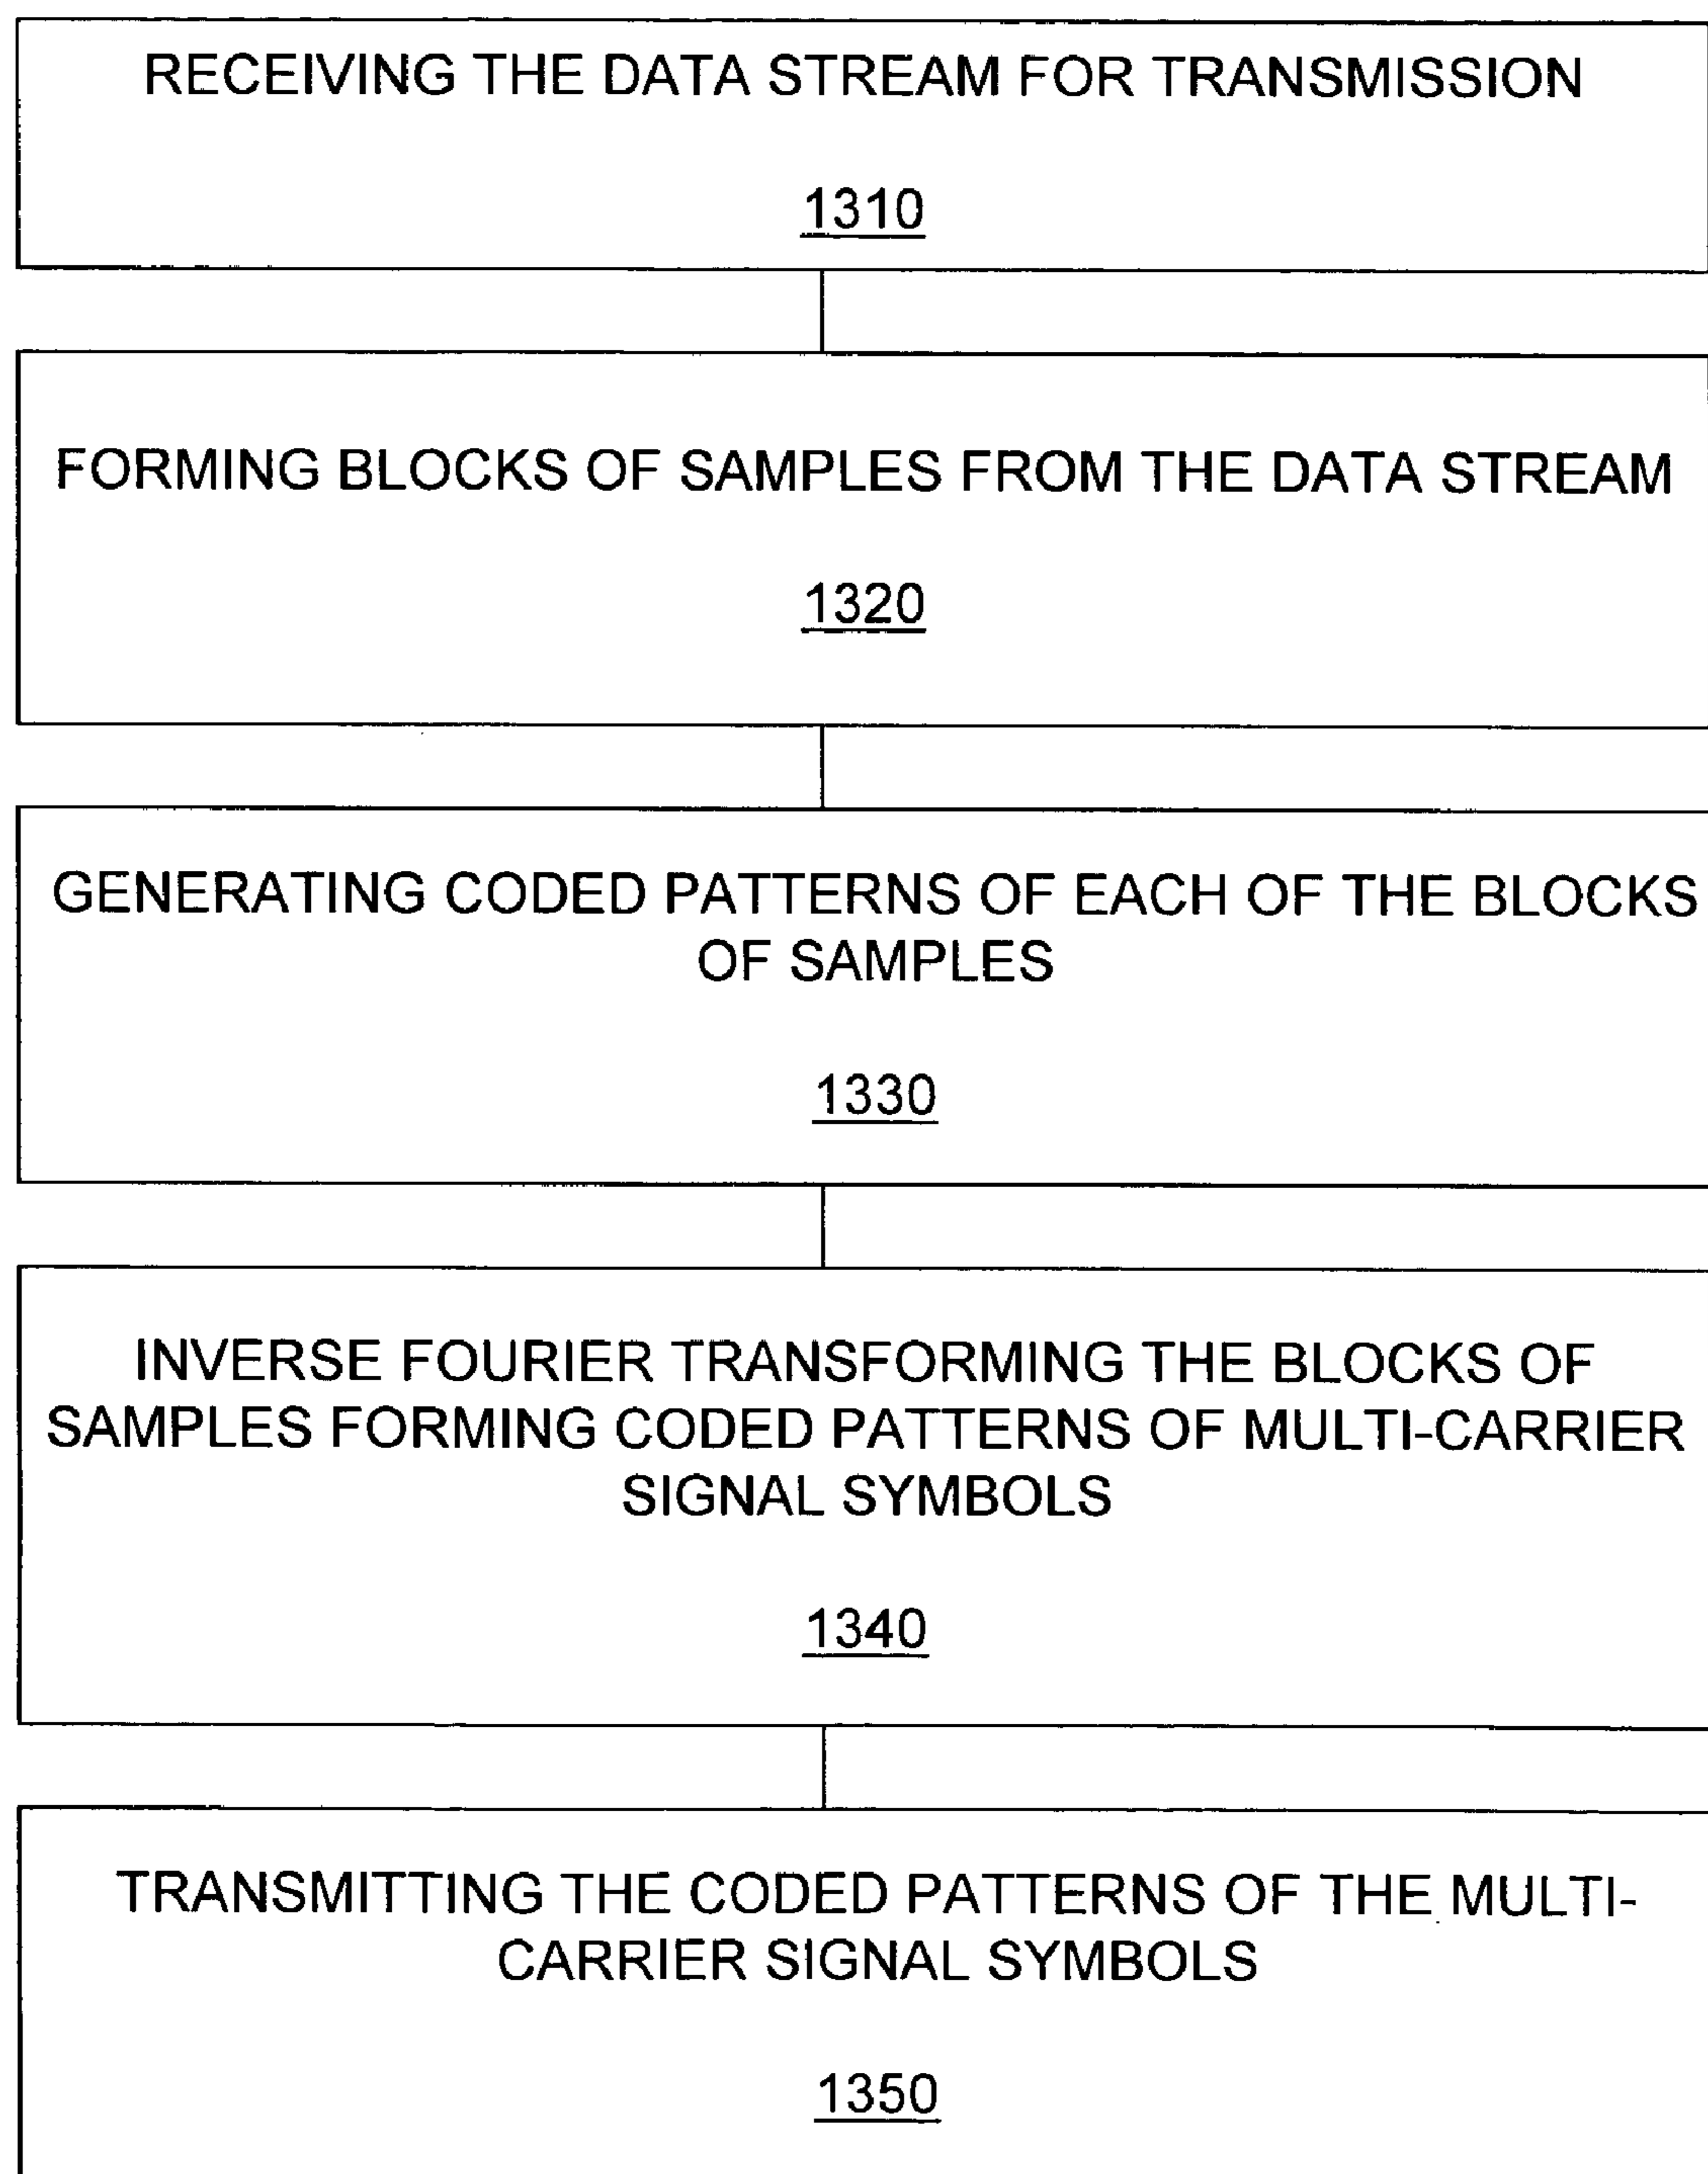 RECEIVING THE DATA STREAM FOR TRANSMISSION
1310
FORMING BLOCKS OF SAMPLES FROM THE DATA STREAM
1320
GENERATING CODED PATTERNS OF EACH OF THE BLOCKS
OF SAMPLES
1330
INVERSE FOURIER TRANSFORMING THE BLOCKS OF
SAMPLES FORMING CODED PATTERNS OF MULTI-CARRIER
SIGNAL SYMBOLS
1340
TRANSMITTING THE CODED PATTERNS OF THE MULTI-
CARRIER SIGNAL SYMBOLS
1350